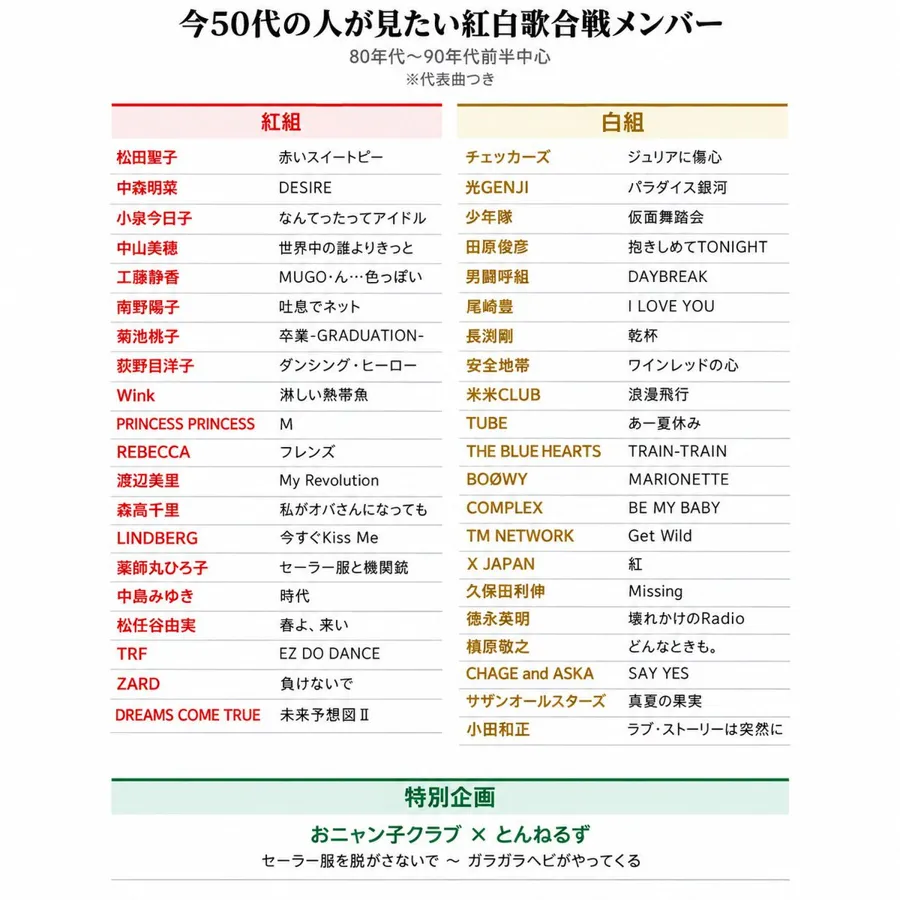 今50代の人が見たい紅白歌合戦メンバー
80年代～90年代前半中心
※代表曲つき
紅組
松田聖子 赤いスイートピー
中森明菜 DESIRE
小泉今日子 なんてったってアイドル
中山美穂 世界中の誰よりきっと
工藤静香 MUGO･ん…色っぽい
南野陽子 吐息でネット
菊池桃子 卒業-GRADUATION-
荻野目洋子 ダンシング・ヒーロー
Wink 淋しい熱帯魚
PRINCESS PRINCESS M
REBECCA フレンズ
渡辺美里 My Revolution
森高千里 私がオバさんになっても
LINDBERG 今すぐKiss Me
薬師丸ひろ子 セーラー服と機関銃
中島みゆき 時代
松任谷由実 春よ、来い
TRF EZ DO DANCE
ZARD 負けないで
DREAMS COME TRUE 未来予想図Ⅱ
白組
チェッカーズ ジュリアに傷心
光GENJI パラダイス銀河
少年隊 仮面舞踏会
田原俊彦 抱きしめてTONIGHT
男闘呼組 DAYBREAK
尾崎豊 I LOVE YOU
長渕剛 乾杯
安全地帯 ワインレッドの心
米米CLUB 浪漫飛行
TUBE あー夏休み
THE BLUE HEARTS TRAIN-TRAIN
BOØWY MARIONETTE
COMPLEX BE MY BABY
TM NETWORK Get Wild
X JAPAN 紅
久保田利伸 Missing
徳永英明 壊れかけのRadio
槙原敬之 どんなときも。
CHAGE and ASKA SAY YES
サザンオールスターズ 真夏の果実
小田和正 ラブ・ストーリーは突然に
特別企画
おニャン子クラブ × とんねるず
セーラー服を脱がさないで ～ ガラガラヘビがやってくる